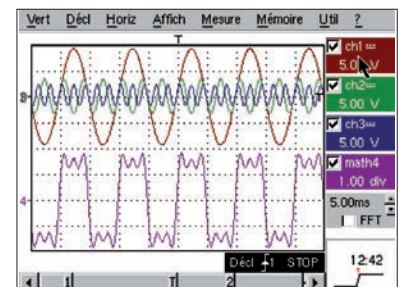 Vert Décl Horiz Affich Mesure Mémoire Util ?
T
ch1
5.00 V
ch2
5.00 V
ch3
5.00 V
math4
1.00 div
4-
5.00ms
FFT
Décl 1 STOP
12:42
1 T 2